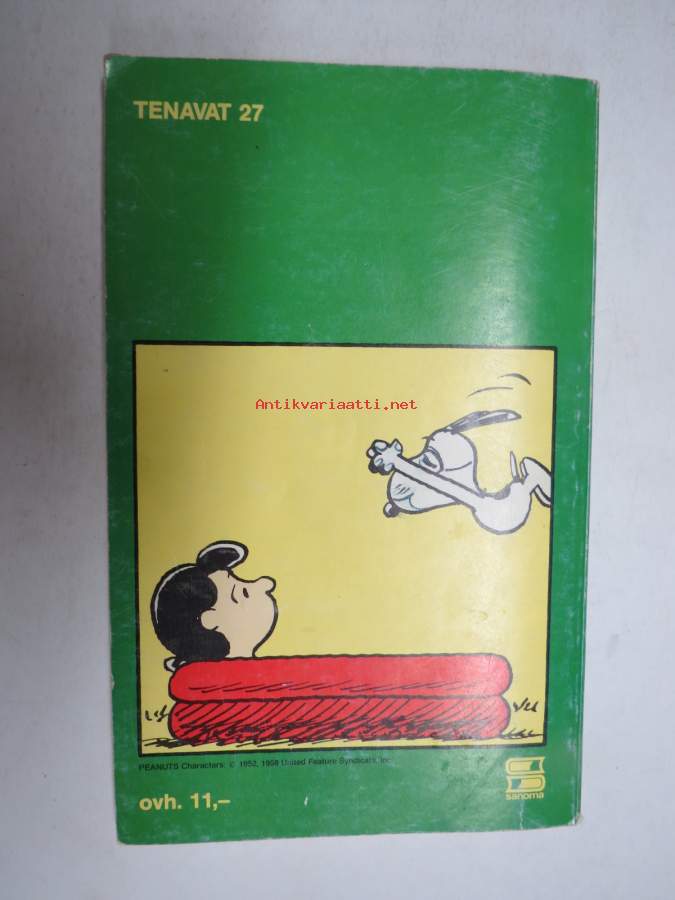 TENAVAT 27
Antikvariaatti.net
PEANUTS Characters: © 1952, 1958 United Feature Syndicate, Inc
sanoma
ovh. 11,–